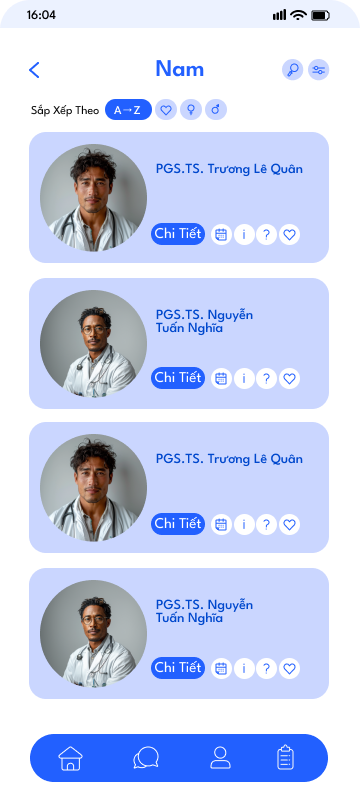 16:04
Nam
Sắp Xếp Theo A→Z
PGS.TS. Trương Lê Quân
Chi Tiết i ?
PGS.TS. Nguyễn
Tuấn Nghĩa
Chi Tiết i ?
PGS.TS. Trương Lê Quân
Chi Tiết i ?
PGS.TS. Nguyễn
Tuấn Nghĩa
Chi Tiết i ?